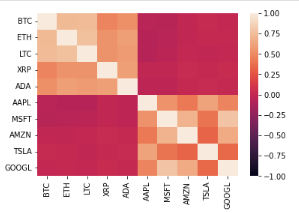 BTC
ETH
LTC
XRP
ADA
AAPL
MSFT
AMZN
TSLA
GOOGL
BTC
ETH
LTC
XRP
ADA
AAPL
MSFT
AMZN
TSLA
GOOGL
1.00
0.75
0.50
0.25
0.00
-0.25
-0.50
-0.75
-1.00